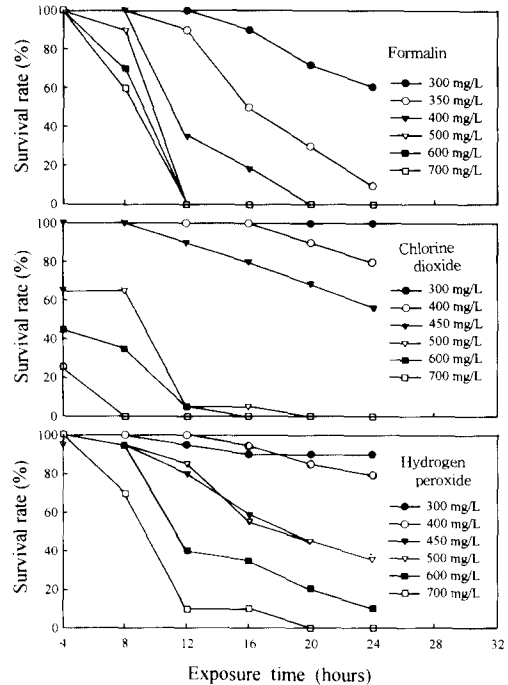 Survival rate (%)
100
80
60
40
20
0
Formalin
300 mg/L
350 mg/L
400 mg/L
500 mg/L
600 mg/L
700 mg/L
Survival rate (%)
100
80
60
40
20
0
Chlorine
dioxide
300 mg/L
400 mg/L
450 mg/L
500 mg/L
600 mg/L
700 mg/L
Survival rate (%)
100
80
60
40
20
0
Hydrogen
peroxide
300 mg/L
400 mg/L
450 mg/L
500 mg/L
600 mg/L
700 mg/L
4 8 12 16 20 24 28 32
Exposure time (hours)